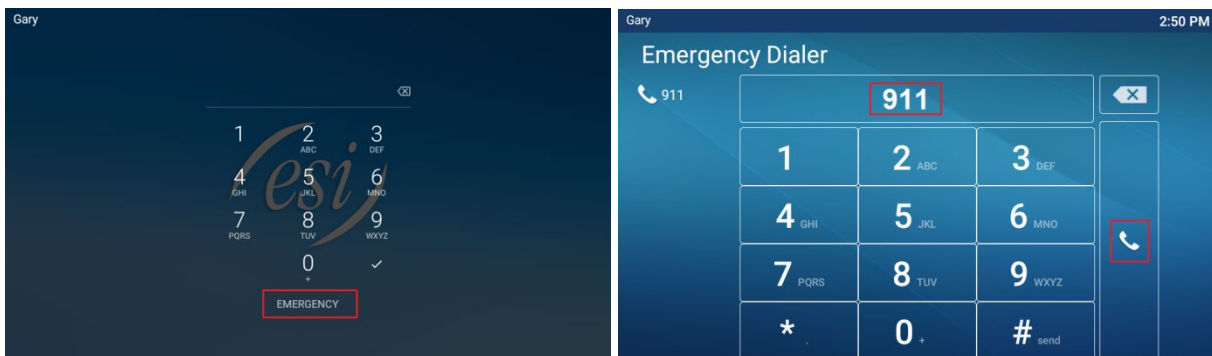 Gary
1 2 3
ABC DEF
4 5 6
GHI JKL MNO
esi
7 8 9
PQRS TUV WXYZ
0
+
EMERGENCY
Gary 2:50 PM
Emergency Dialer
911 911
1 2 ABC 3 DEF
4 GHI 5 JKL 6 MNO
7 PQRS 8 TUV 9 WXYZ
* . 0 + # send